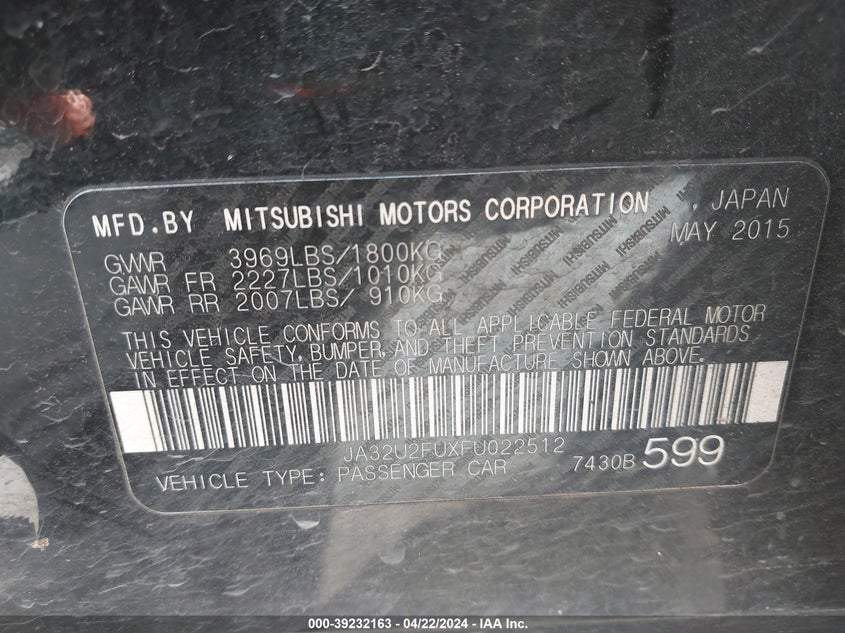 MFD.BY MITSUBISHI MOTORS CORPORATION , JAPAN
MAY 2015
GVWR 3969LBS/1800KG
GAWR FR 2227LBS/1010KG
GAWR RR 2007LBS/ 910KG
THIS VEHICLE CONFORMS TO ALL APPLICABLE FEDERAL MOTOR
VEHICLE SAFETY, BUMPER, AND THEFT PREVENTION STANDARDS
IN EFFECT ON THE DATE OF MANUFACTURE SHOWN ABOVE.
JA32U2FUXFU022512
VEHICLE TYPE: PASSENGER CAR 7430B 599
000-39232163 - 04/22/2024 - IAA Inc.